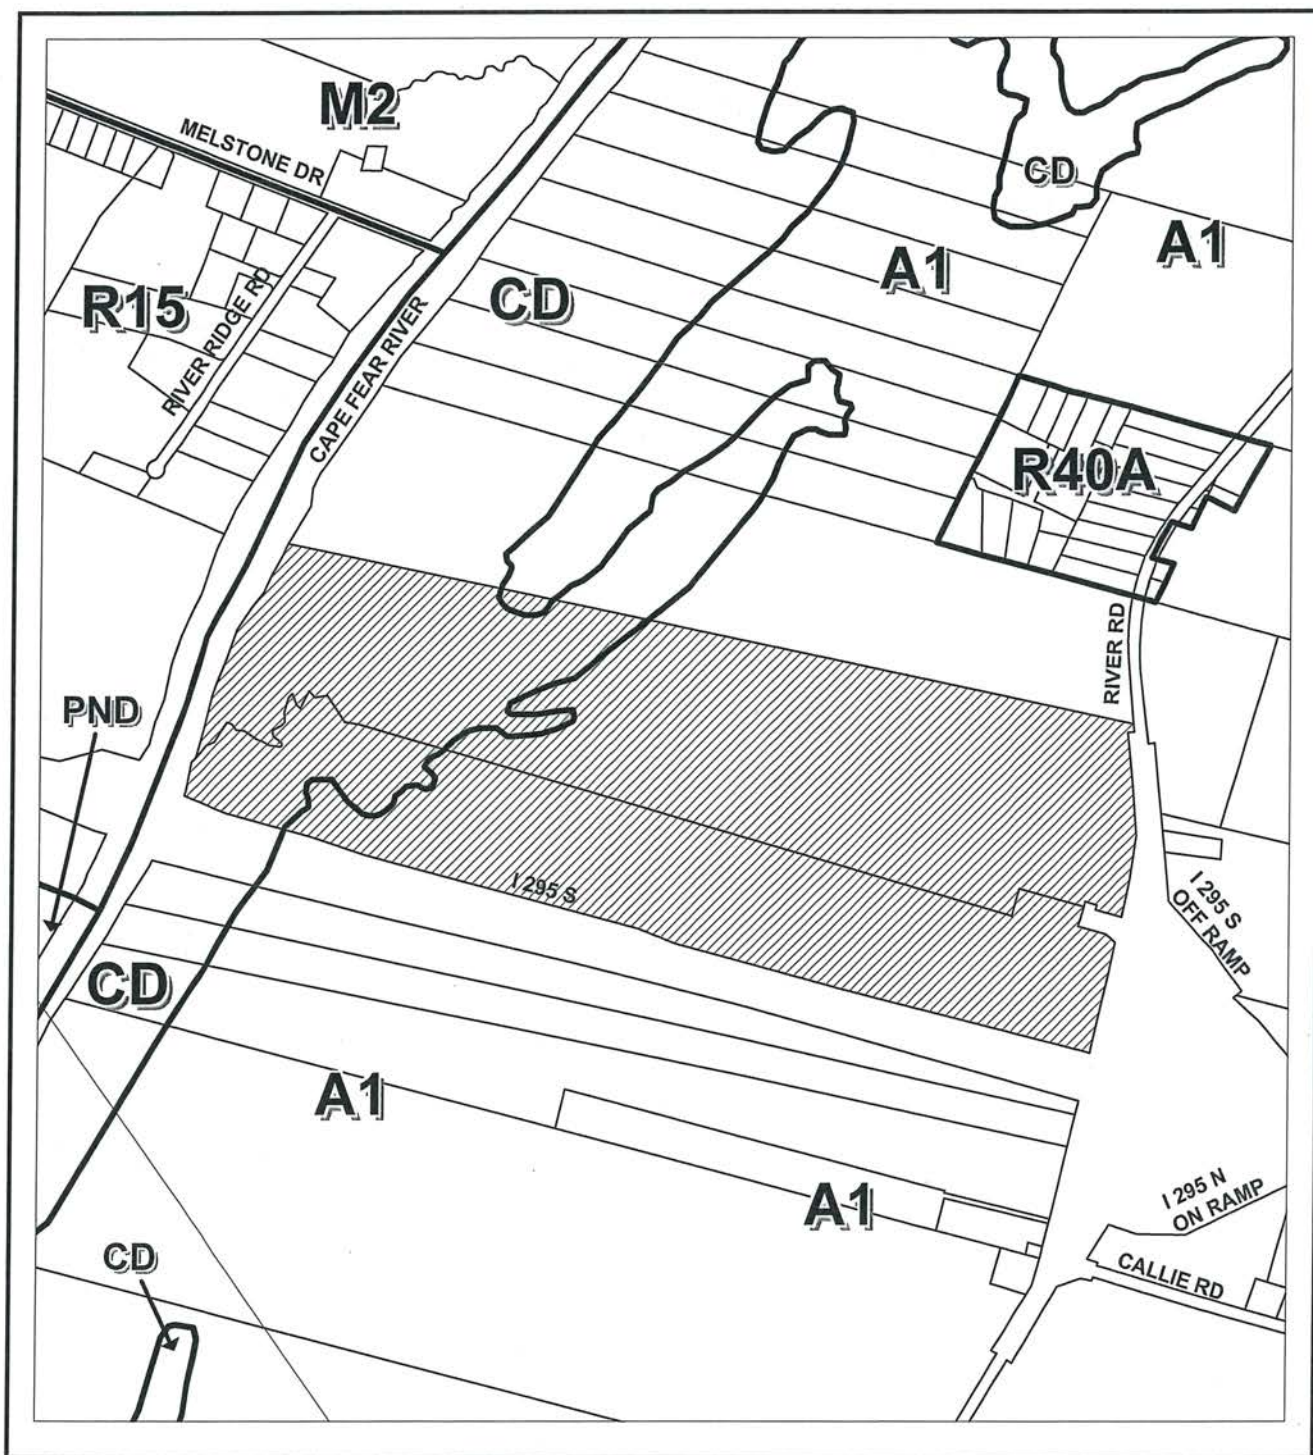 M2
MELSTONE DR
CD
A1
A1
R15
RIVER RIDGE RD
CD
CAPE FEAR RIVER
R40A
RIVER RD
PND
I 295 S
I 295 S
OFF RAMP
CD
A1
A1
I 295 N
ON RAMP
CD
CALLIE RD